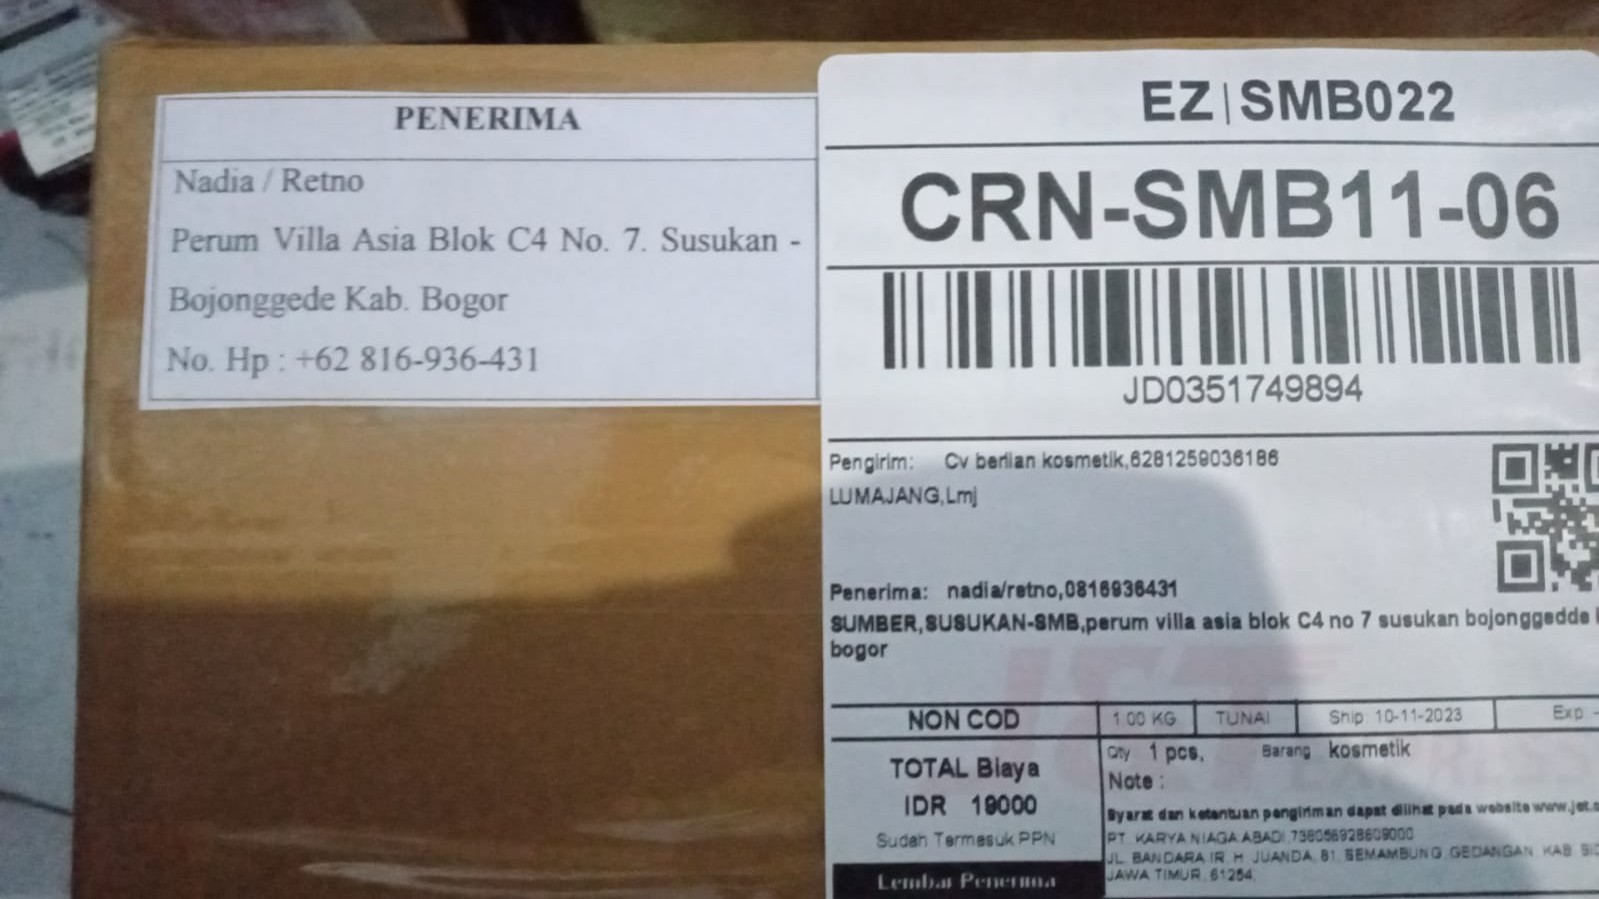 PENERIMA
Nadia / Retno
Perum Villa Asia Blok C4 No. 7. Susukan -
Bojonggede Kab. Bogor
No. Hp : +62 816-936-431
EZ|SMB022
CRN-SMB11-06
JD0351749894
Pengirim: Cv berlian kosmetik,6281259036186
LUMAJANG,Lmj
Penerima: nadia/retno,0816936431
SUMBER,SUSUKAN-SMB,perum villa asia blok C4 no 7 susukan bojonggedde
bogor
NON COD 1.00 KG TUNAI Ship 10-11-2023 Exp -
TOTAL Biaya
IDR 19000
Sudah Termasuk PPN
Lembar Penerima
Qty 1 pcs, Barang kosmetik
Note :
Syarat dan ketentuan pengiriman dapat dilihat pada website www.jet.
PT. KARYA NIAGA ABADI,738056928609000
JL. BANDARA IR. H. JUANDA, 81, SEMAMBUNG, GEDANGAN, KAB.
JAWA TIMUR, 61254,